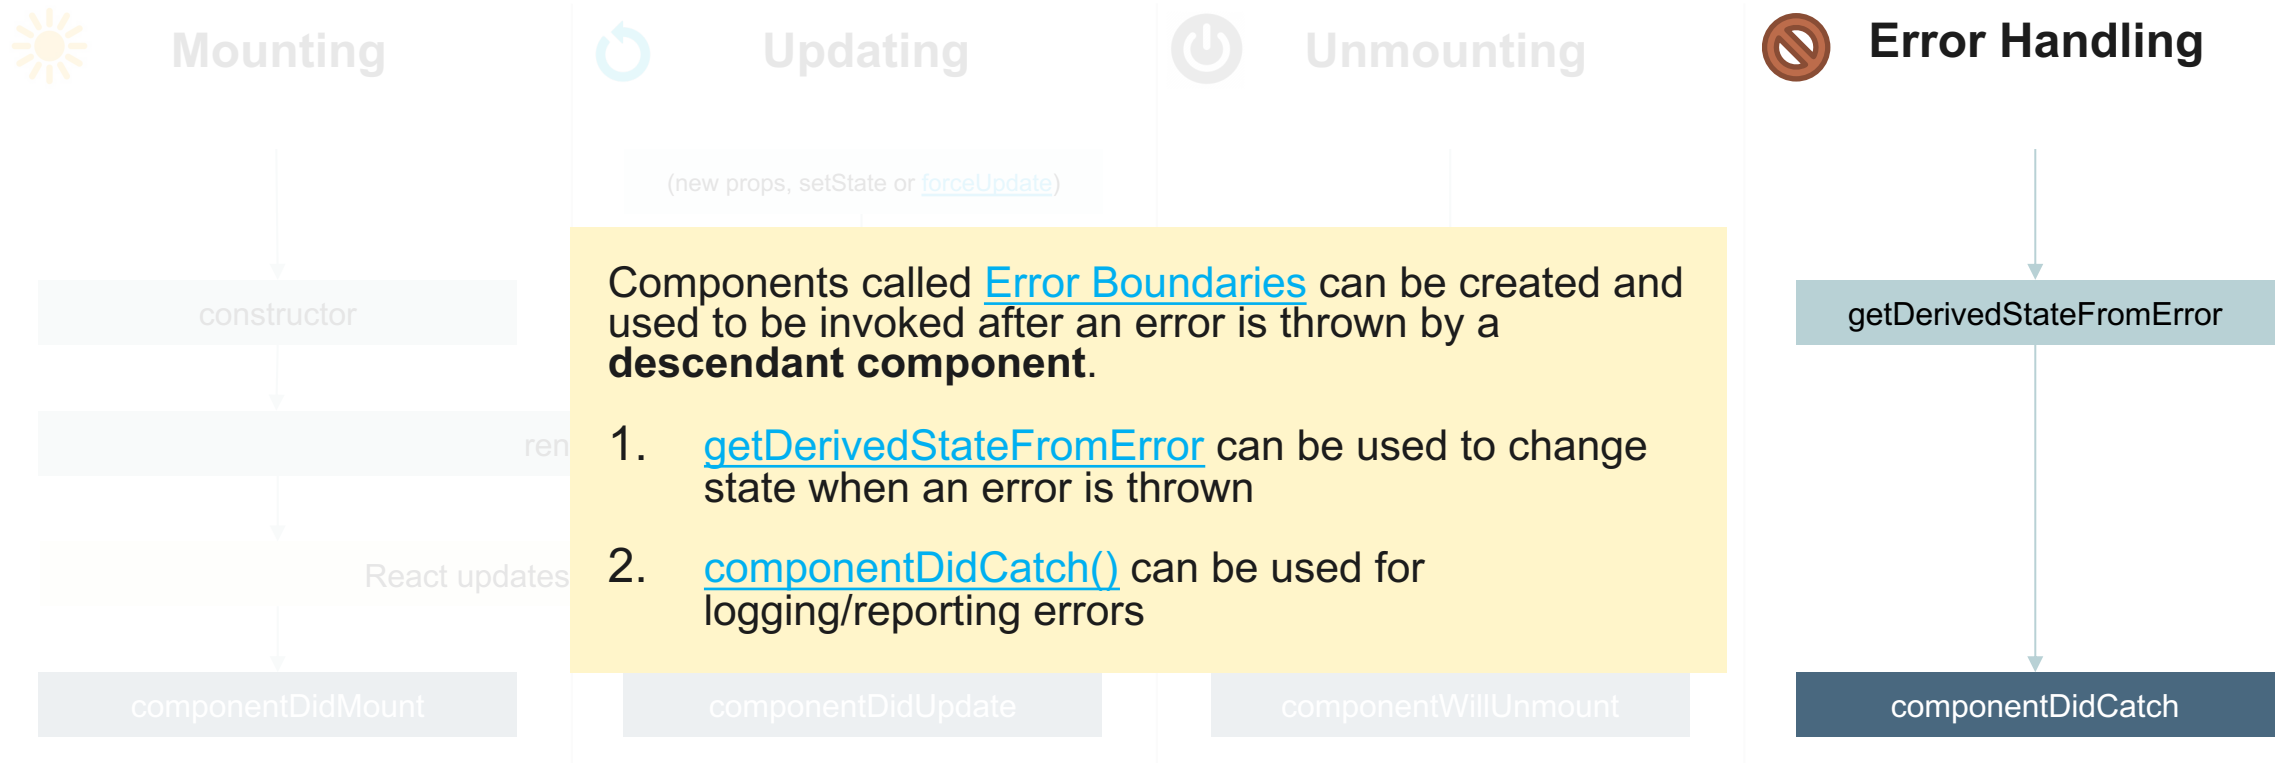 Mounting
Updating
Unmounting
Error Handling
(new props, setState or forceUpdate)
constructor
ren
React updates
componentDidMount
componentDidUpdate
componentWillUnmount
Components called Error Boundaries can be created and
used to be invoked after an error is thrown by a
descendant component.
1. getDerivedStateFromError can be used to change
state when an error is thrown
2. componentDidCatch() can be used for
logging/reporting errors
getDerivedStateFromError
componentDidCatch